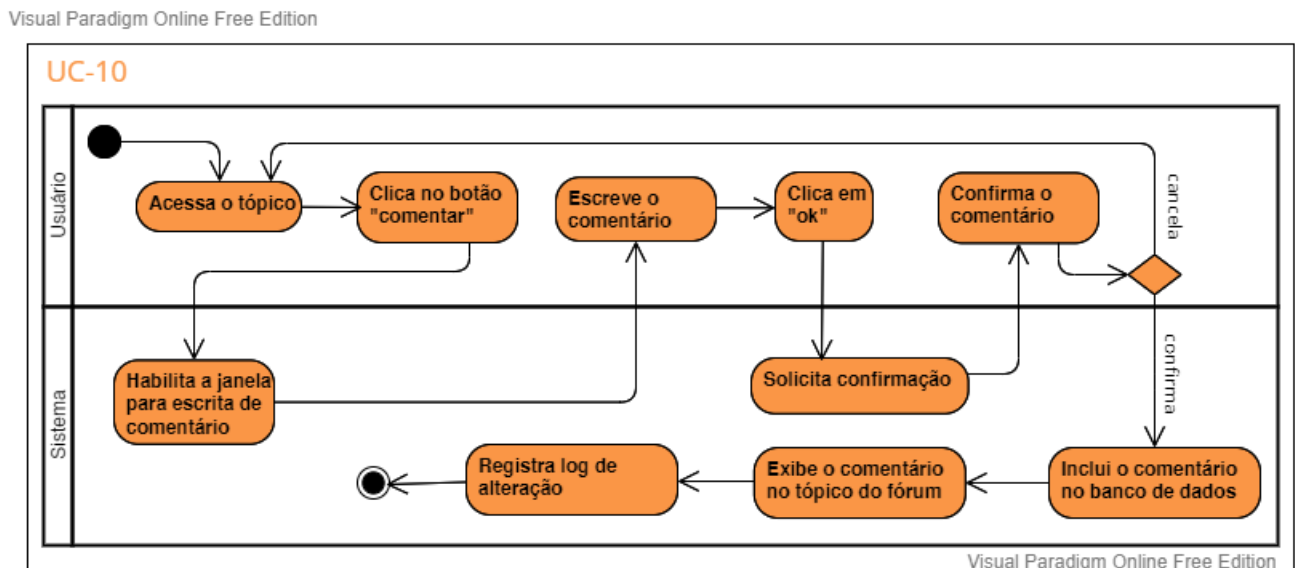 Visual Paradigm Online Free Edition
UC-10
Usuário
Acessa o tópico
Clica no botão
"comentar"
Escreve o
comentário
Clica em
"ok"
Confirma o
comentário
cancela
Sistema
Habilita a janela
para escrita de
comentário
Solicita confirmação
confirma
Registra log de
alteração
Exibe o comentário
no tópico do fórum
Inclui o comentário
no banco de dados
Visual Paradigm Online Free Edition